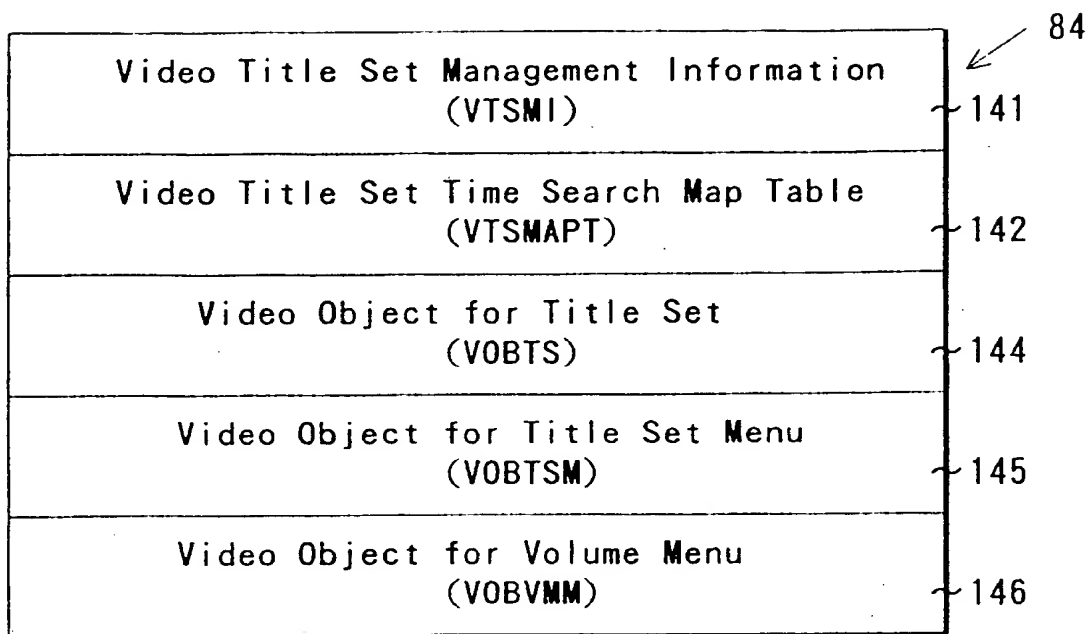 84
Video Title Set Management Information
(VTSMI)
141
Video Title Set Time Search Map Table
(VTSMAPT)
142
Video Object for Title Set
(VOBTS)
144
Video Object for Title Set Menu
(VOBTSM)
145
Video Object for Volume Menu
(VOBVMM)
146